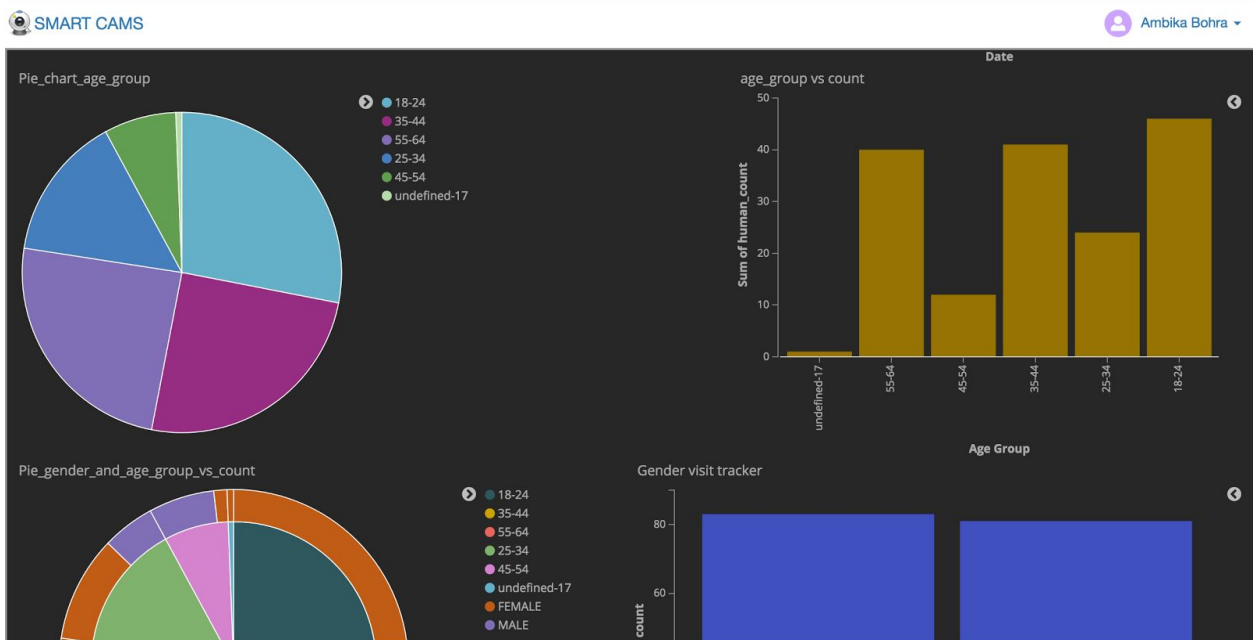 SMART CAMS
Ambika Bohra
Date
Pie_chart_age_group
18-24
35-44
55-64
25-34
45-54
undefined-17
age_group vs count
50
40
30
20
10
0
Sum of human_count
undefined-17
55-64
45-54
35-44
25-34
18-24
Age Group
Pie_gender_and_age_group_vs_count
18-24
35-44
55-64
25-34
45-54
undefined-17
FEMALE
MALE
Gender visit tracker
80
60
count